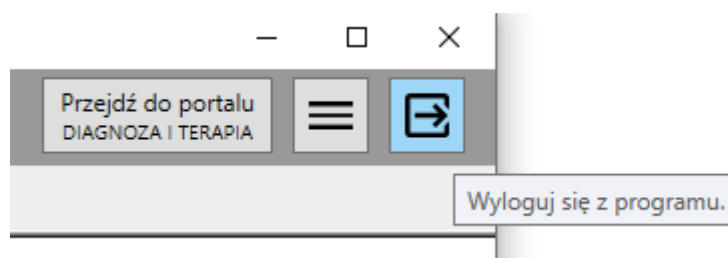 Przejdź do portalu
DIAGNOZA I TERAPIA
Wyloguj się z programu.